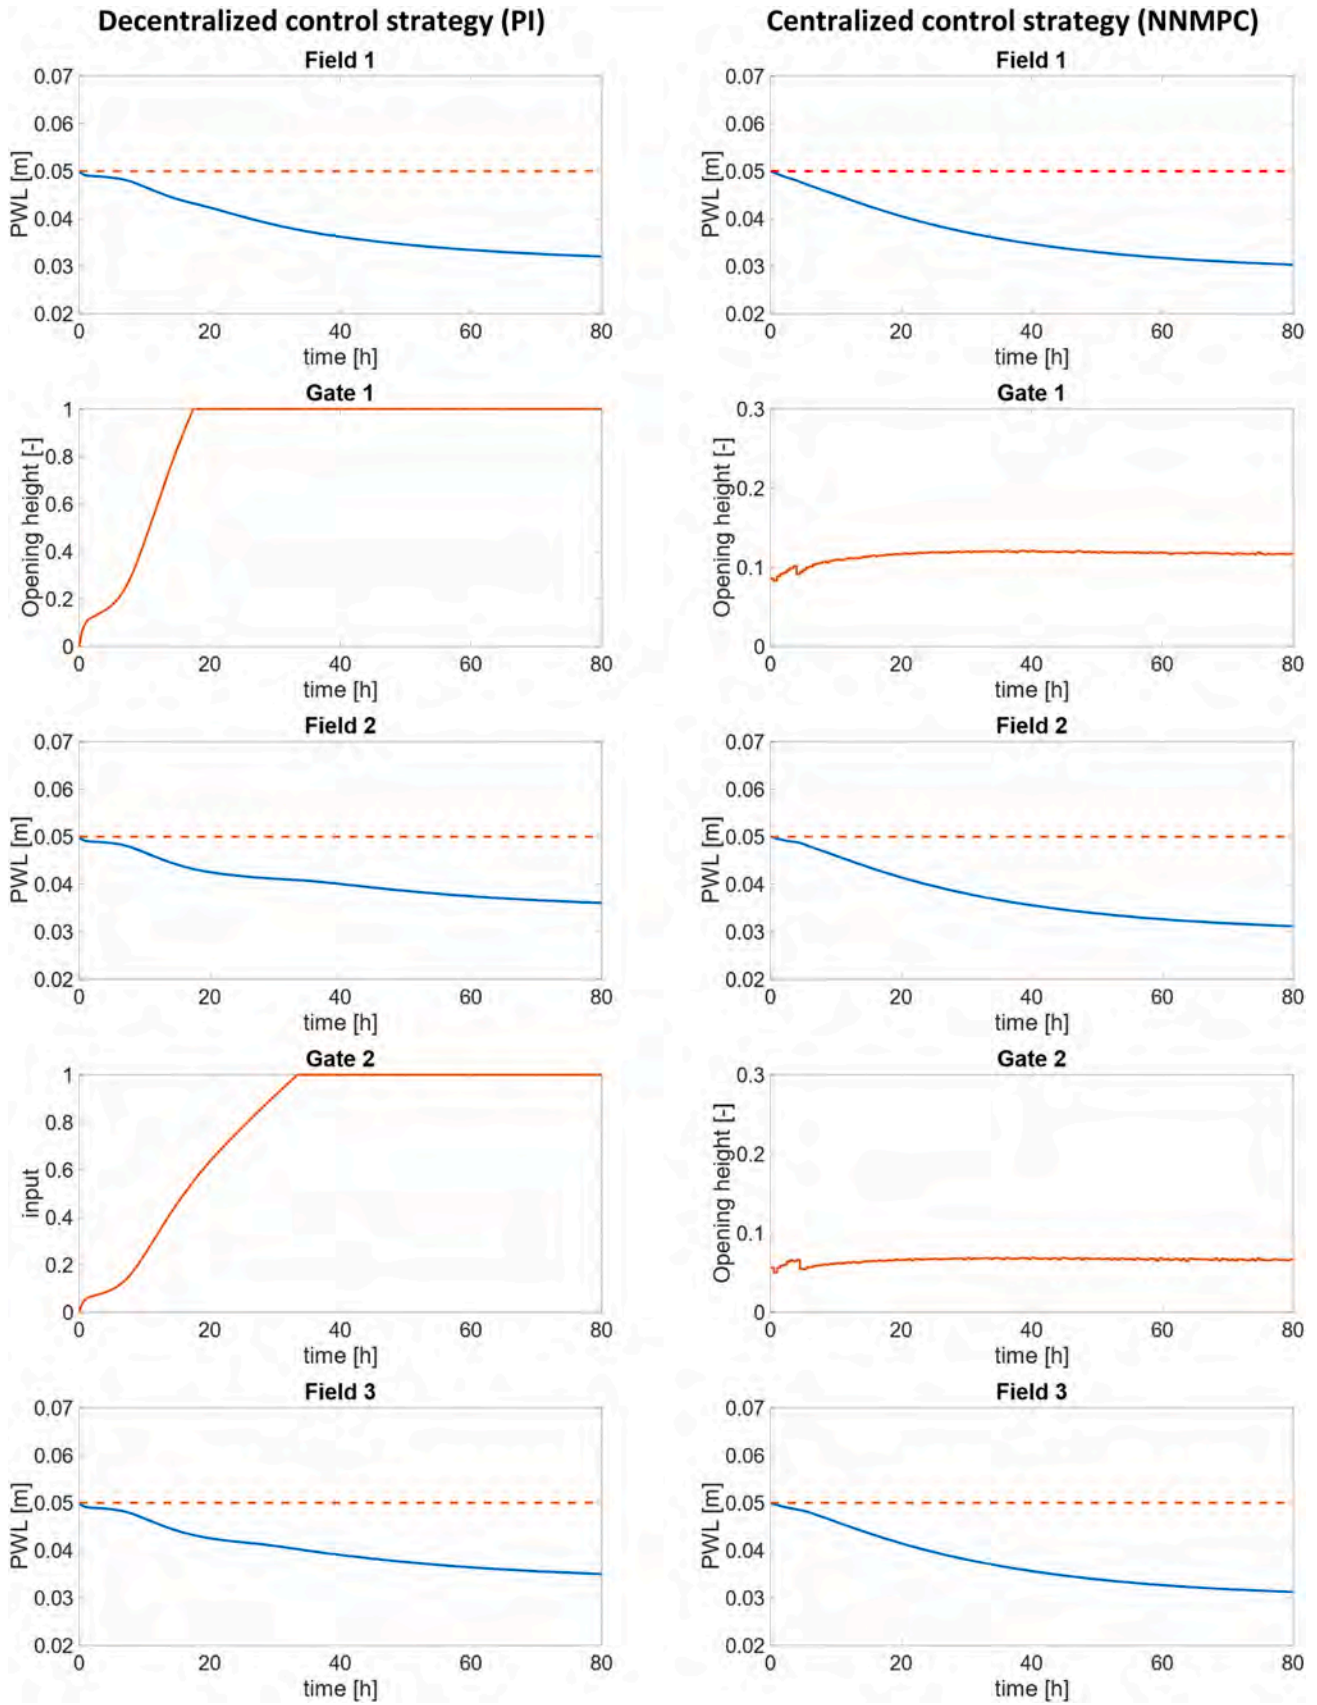 Decentralized control strategy (PI)
Field 1
0.07
0.06
0.05
0.04
0.03
0.02
PWL [m]
0 20 40 60 80
time [h]
Gate 1
1
0.8
0.6
0.4
0.2
0
Opening height [-]
0 20 40 60 80
time [h]
Field 2
0.07
0.06
0.05
0.04
0.03
0.02
PWL [m]
0 20 40 60 80
time [h]
Gate 2
1
0.8
0.6
0.4
0.2
0
input
0 20 40 60 80
time [h]
Field 3
0.07
0.06
0.05
0.04
0.03
0.02
PWL [m]
0 20 40 60 80
time [h]
Centralized control strategy (NNMPC)
Field 1
0.07
0.06
0.05
0.04
0.03
0.02
PWL [m]
0 20 40 60 80
time [h]
Gate 1
0.3
0.2
0.1
0
Opening height [-]
0 20 40 60 80
time [h]
Field 2
0.07
0.06
0.05
0.04
0.03
0.02
PWL [m]
0 20 40 60 80
time [h]
Gate 2
0.3
0.2
0.1
0
Opening height [-]
0 20 40 60 80
time [h]
Field 3
0.07
0.06
0.05
0.04
0.03
0.02
PWL [m]
0 20 40 60 80
time [h]